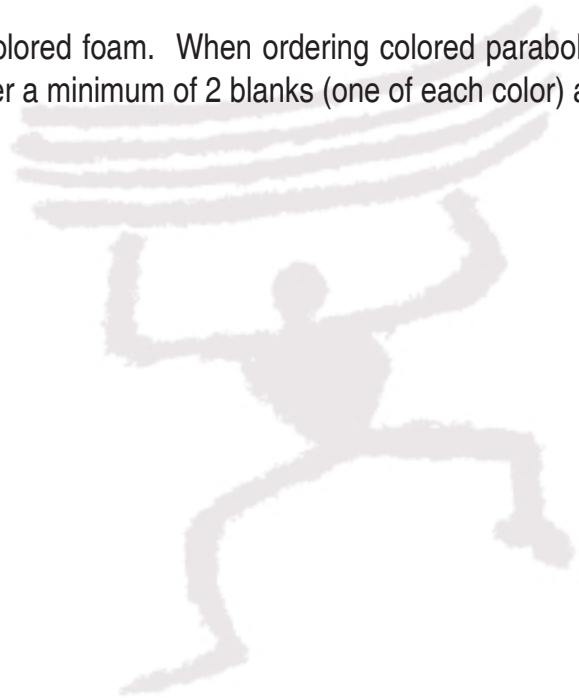 olored foam. When ordering colored parabol
er a minimum of 2 blanks (one of each color) a